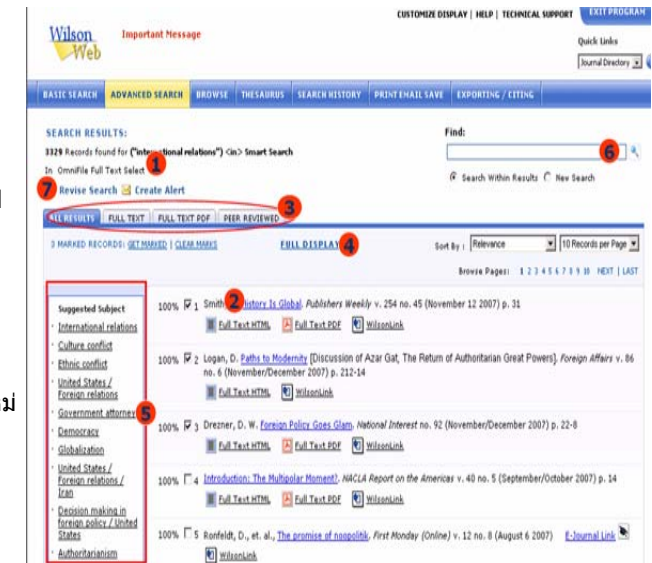 CUSTOMIZE DISPLAY | HELP | TECHNICAL SUPPORT EXIT PROGRAM
Wilson Web
Important Message
Quick Links
Journal Directory
BASIC SEARCH ADVANCED SEARCH BROWSE THESAURUS SEARCH HISTORY PRINT EMAIL SAVE EXPORTING / CITING
SEARCH RESULTS:
Find:
3329 Records found for ("international relations") <in> Smart Search
6
In OmniFile Full Text Select 1
Search Within Results New Search
7 Revise Search Create Alert
3
ALL RESULTS FULL TEXT FULL TEXT PDF PEER REVIEWED
3 MARKED RECORDS: GET MARKED | CLEAR MARKS FULL DISPLAY 4 Sort By : Relevance 10 Records per Page
Browse Pages: 1 2 3 4 5 6 7 8 9 10 NEXT | LAST
Suggested Subject
International relations
Culture conflict
Ethnic conflict
United States /
Foreign relations
Government attorney
5
Democracy
Globalization
United States /
Foreign relations /
Iran
Decision making in
foreign policy / United
States
Authoritarianism
100% 1 Smith 2 History Is Global. Publishers Weekly v. 254 no. 45 (November 12 2007) p. 31
Full Text HTML Full Text PDF WilsonLink
100% 2 Logan, D. Paths to Modernity [Discussion of Azar Gat, The Return of Authoritarian Great Powers]. Foreign Affairs v. 86
no. 6 (November/December 2007) p. 212-14
Full Text HTML WilsonLink
100% 3 Drezner, D. W. Foreign Policy Goes Glam. National Interest no. 92 (November/December 2007) p. 22-8
Full Text HTML Full Text PDF WilsonLink
100% 4 Introduction: The Multipolar Moment?. NACLA Report on the Americas v. 40 no. 5 (September/October 2007) p. 14
Full Text HTML Full Text PDF WilsonLink
100% 5 Ronfeldt, D., et. al., The promise of noopolitik. First Monday (Online) v. 12 no. 8 (August 6 2007) E-Journal Link
WilsonLink